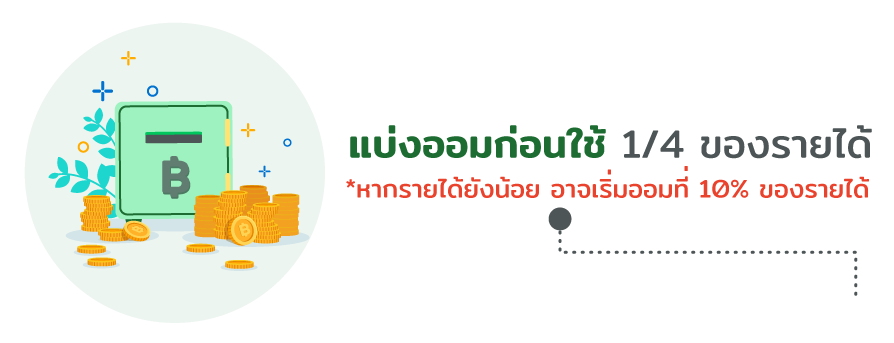 แบ่งออมก่อนใช้ 1/4 ของรายได้
*หากรายได้ยังน้อย อาจเริ่มออมที่ 10% ของรายได้